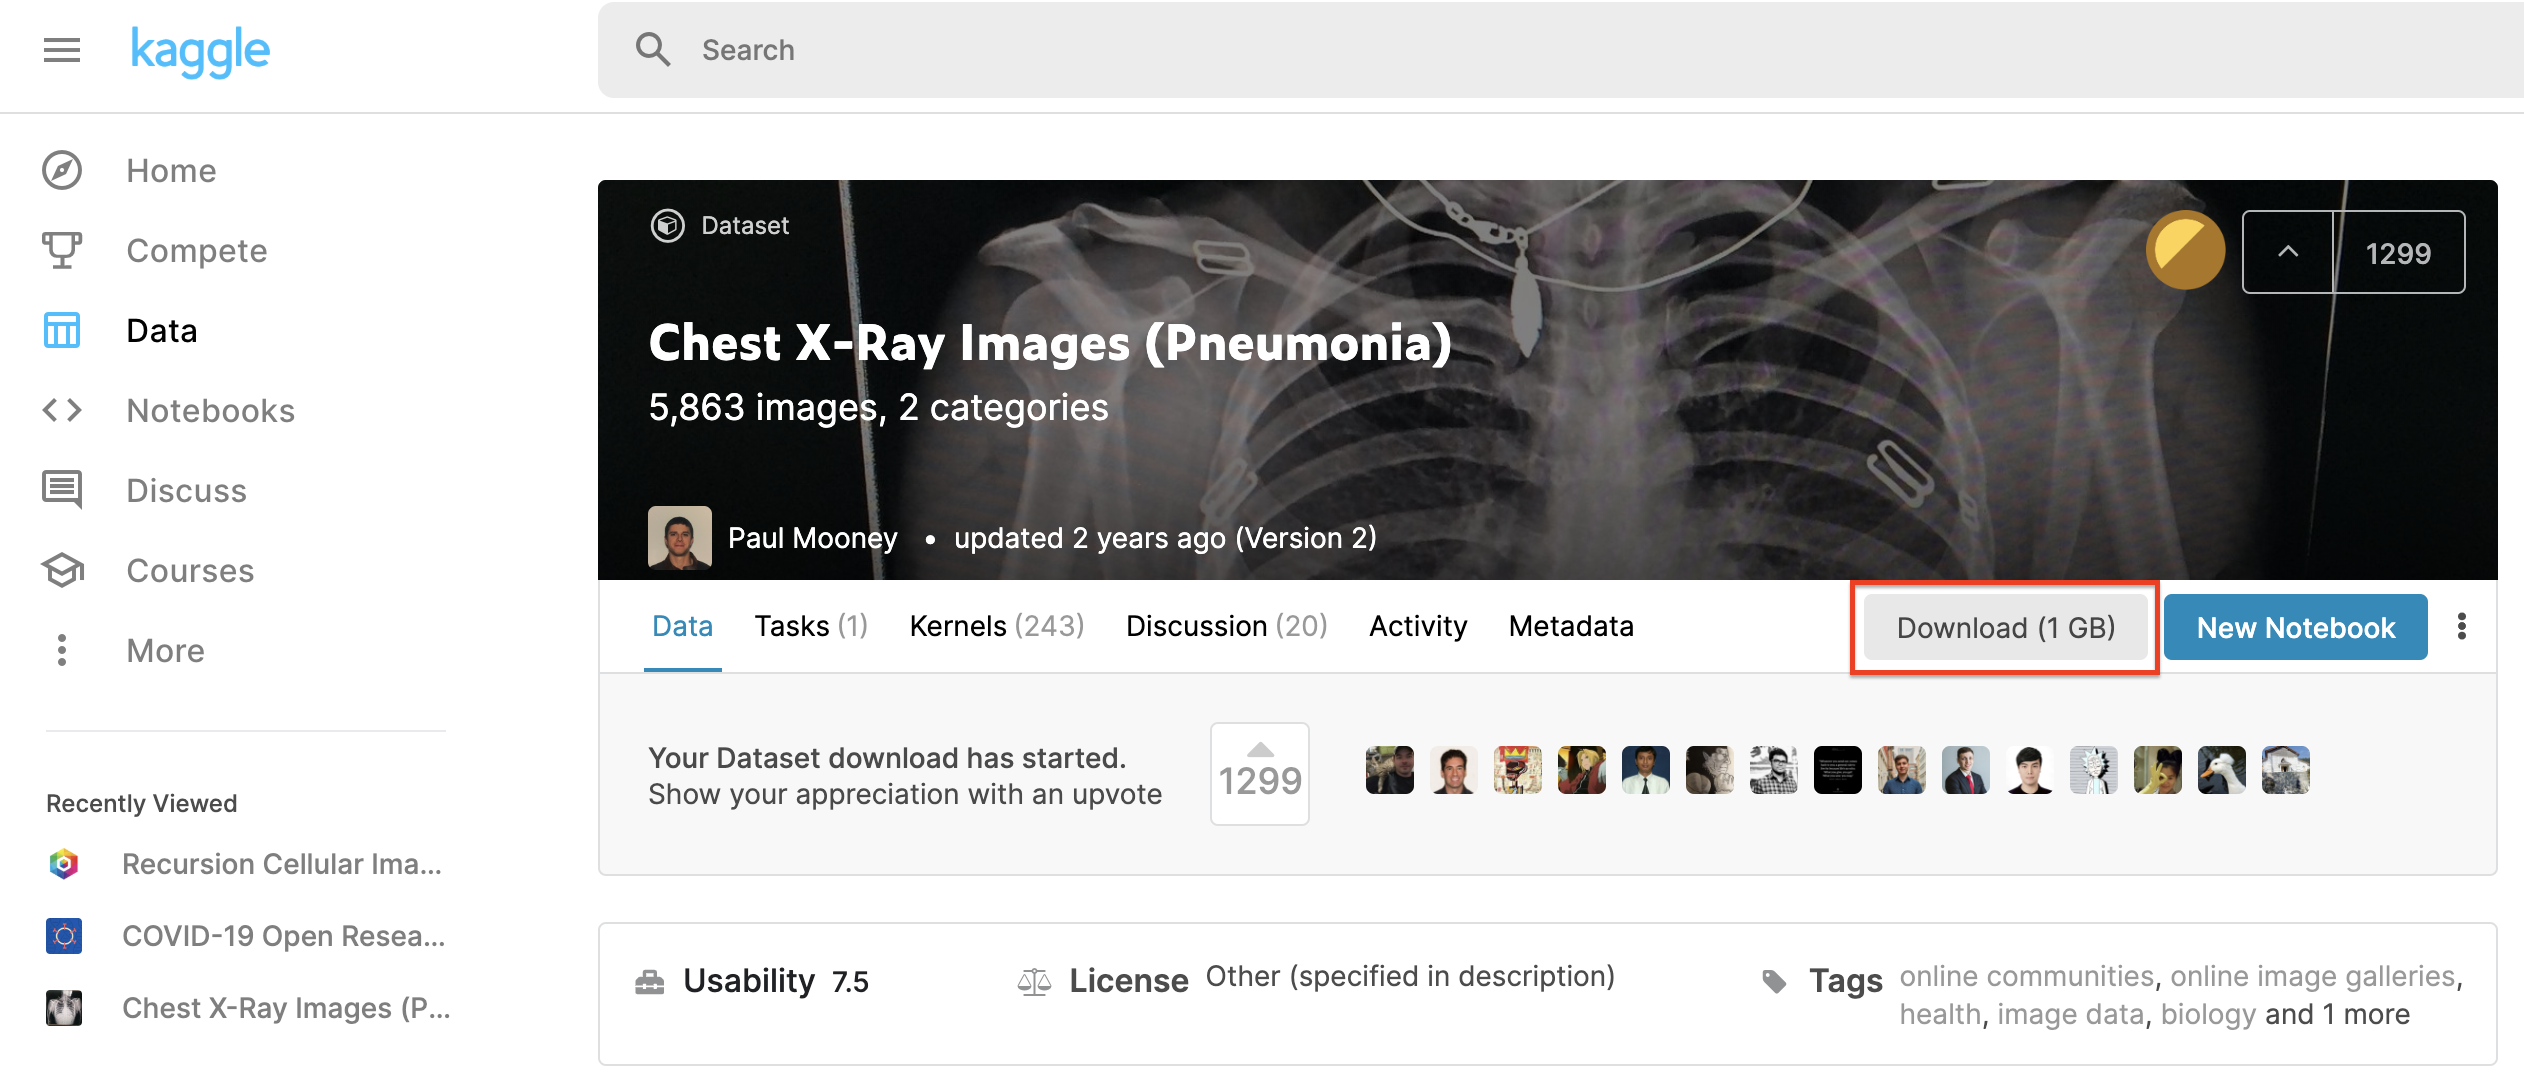 kaggle
Search
Home
Compete
Data
Notebooks
Discuss
Courses
More
Recently Viewed
Recursion Cellular Ima...
COVID-19 Open Resea...
Chest X-Ray Images (P...
Dataset
1299
Chest X-Ray Images (Pneumonia)
5,863 images, 2 categories
Paul Mooney • updated 2 years ago (Version 2)
Data Tasks (1) Kernels (243) Discussion (20) Activity Metadata Download (1 GB) New Notebook
Your Dataset download has started.
Show your appreciation with an upvote
1299
Usability 7.5 License Other (specified in description) Tags online communities, online image galleries,
health, image data, biology and 1 more